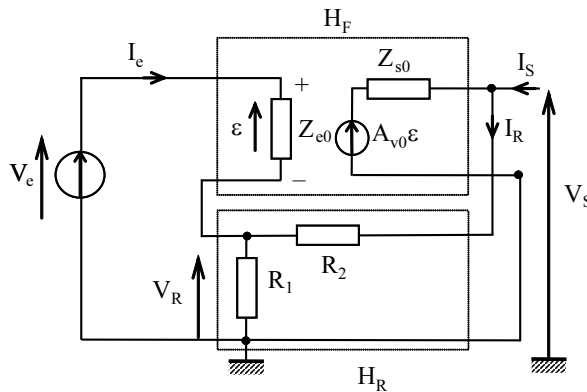 H_F
I_e
Z_s0
I_S
+
ε
Z_e0
A_v0ε
I_R
V_e
−
V_S
R_2
R_1
V_R
H_R